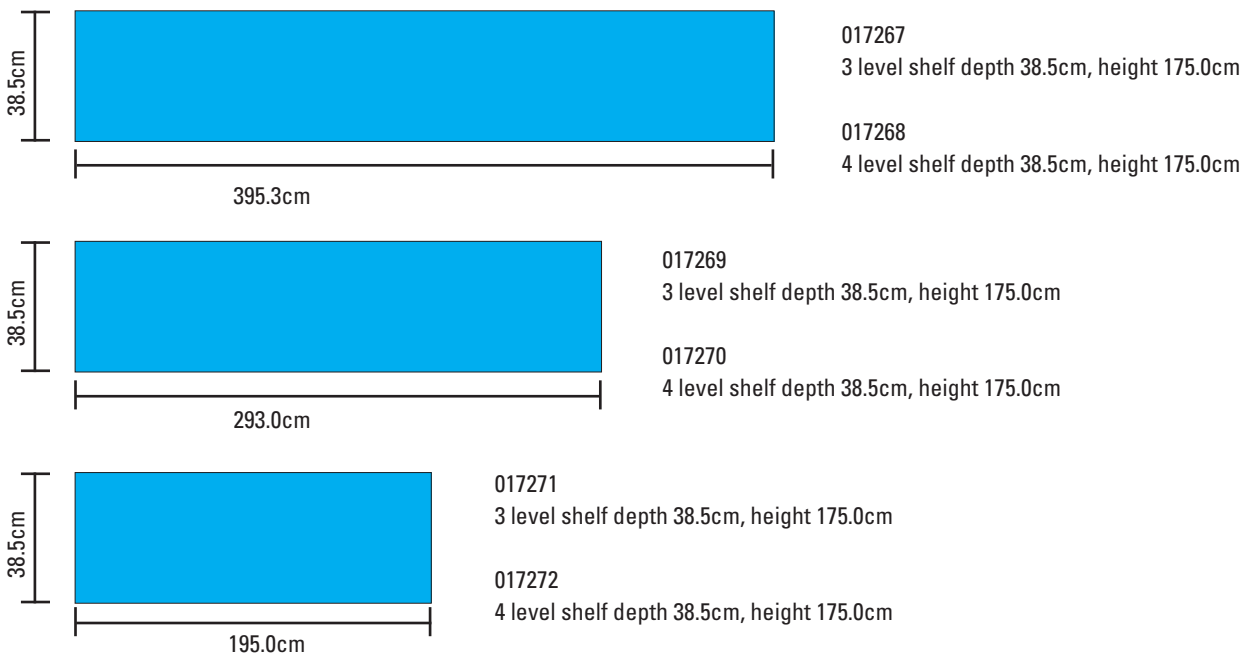 38.5cm
395.3cm
017267
3 level shelf depth 38.5cm, height 175.0cm
017268
4 level shelf depth 38.5cm, height 175.0cm
38.5cm
293.0cm
017269
3 level shelf depth 38.5cm, height 175.0cm
017270
4 level shelf depth 38.5cm, height 175.0cm
38.5cm
195.0cm
017271
3 level shelf depth 38.5cm, height 175.0cm
017272
4 level shelf depth 38.5cm, height 175.0cm